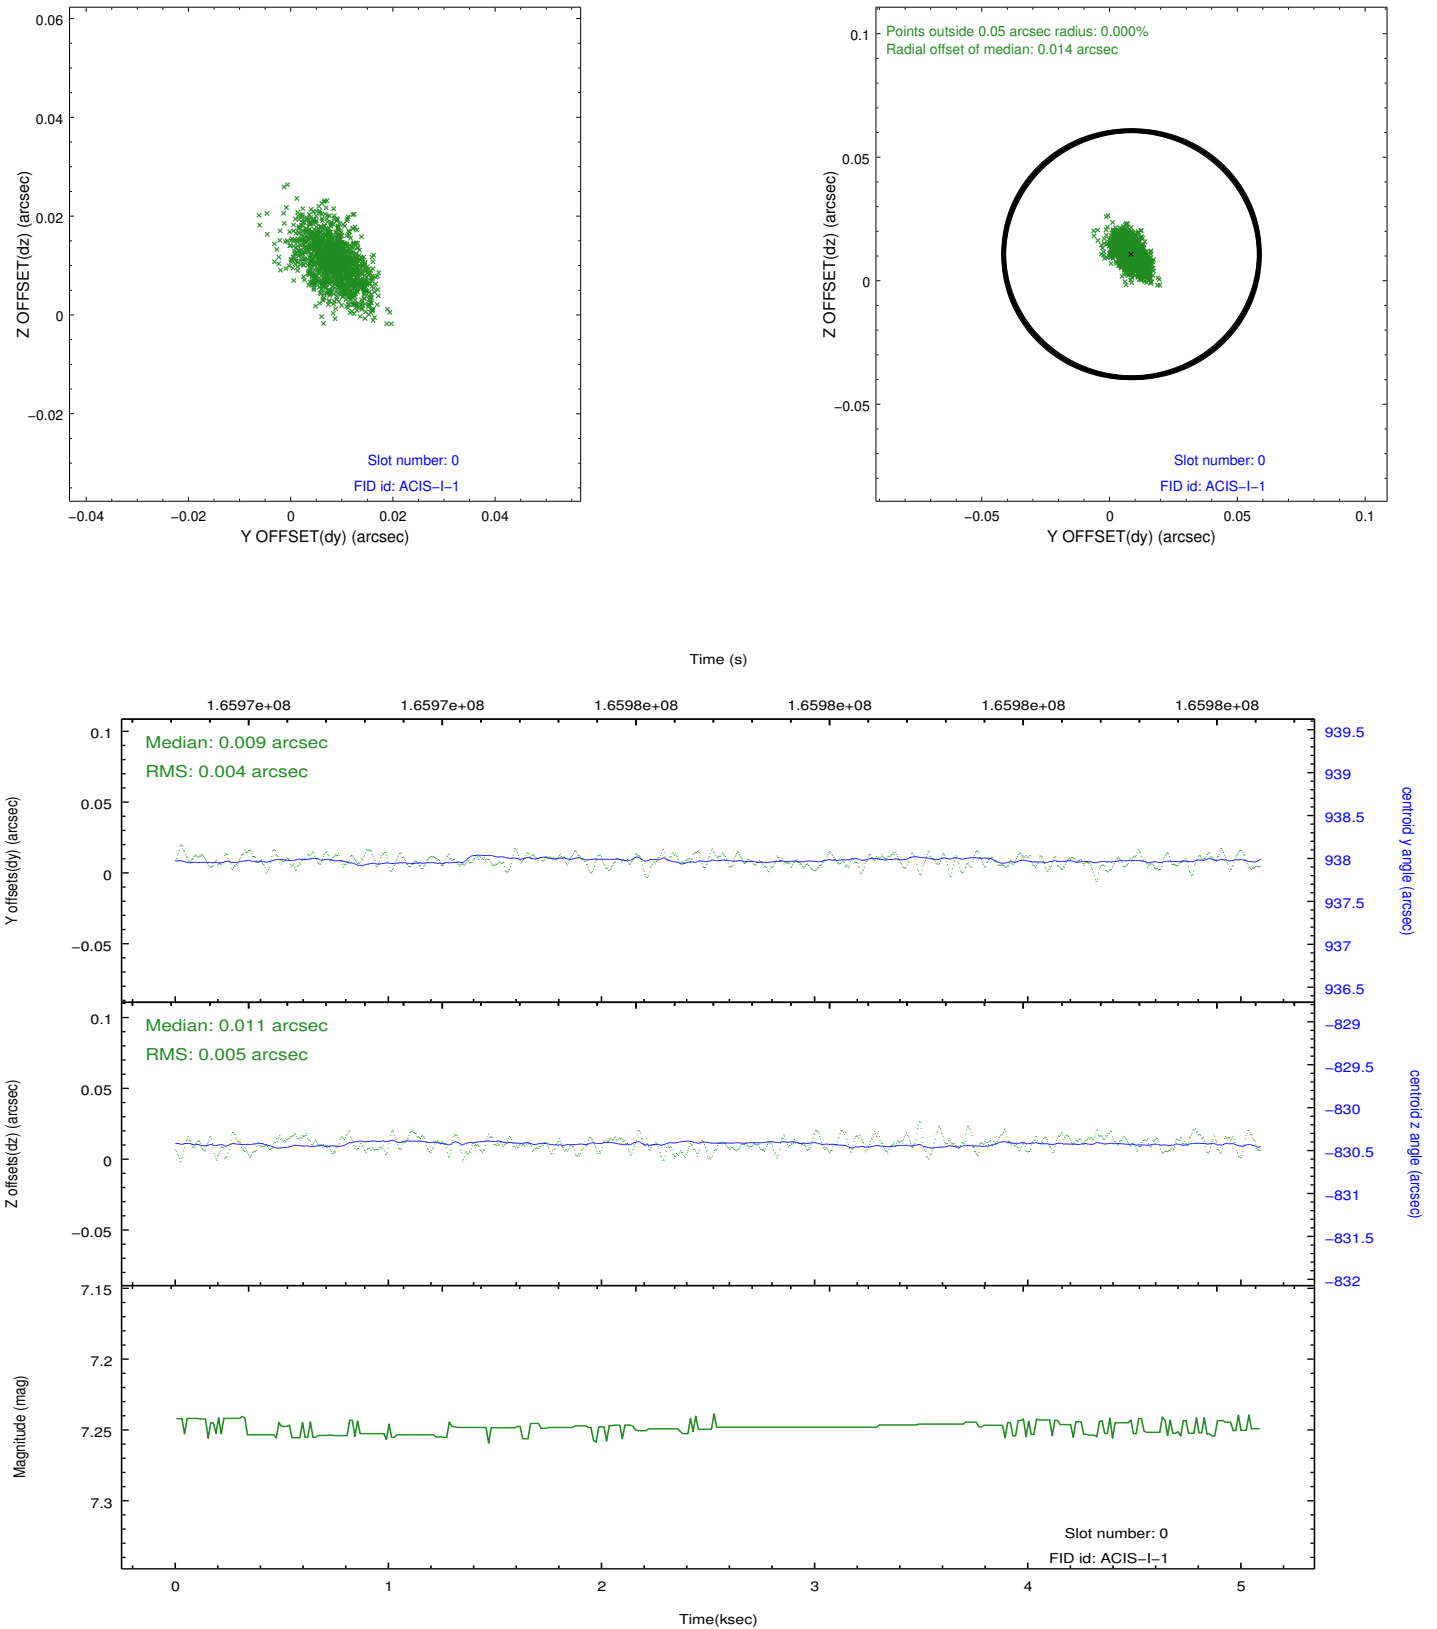 0.06
0.04
0.02
0
−0.02
Z OFFSET(dz) (arcsec)
Slot number: 0
FID id: ACIS−I−1
−0.04 −0.02 0 0.02 0.04
Y OFFSET(dy) (arcsec)
Points outside 0.05 arcsec radius: 0.000%
Radial offset of median: 0.014 arcsec
0.1
0.05
0
−0.05
Z OFFSET(dz) (arcsec)
Slot number: 0
FID id: ACIS−I−1
−0.05 0 0.05 0.1
Y OFFSET(dy) (arcsec)
Time (s)
1.6597e+08 1.6597e+08 1.6598e+08 1.6598e+08 1.6598e+08 1.6598e+08
Median: 0.009 arcsec
RMS: 0.004 arcsec
0.1
0.05
0
−0.05
Y offsets(dy) (arcsec)
939.5
939
938.5
938
937.5
937
936.5
centroid y angle (arcsec)
Median: 0.011 arcsec
RMS: 0.005 arcsec
0.1
0.05
0
−0.05
Z offsets(dz) (arcsec)
−829
−829.5
−830
−830.5
−831
−831.5
−832
centroid z angle (arcsec)
7.15
7.2
7.25
7.3
Magnitude (mag)
Slot number: 0
FID id: ACIS−I−1
0 1 2 3 4 5
Time(ksec)